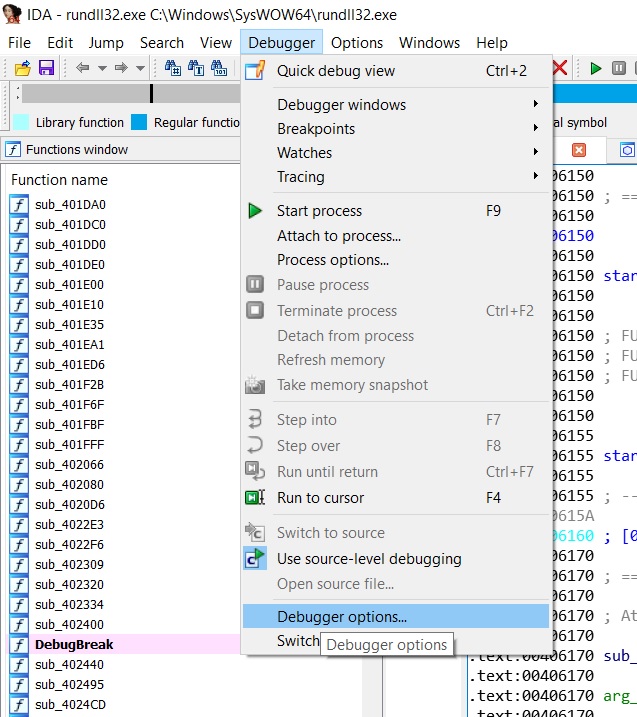 IDA - rundll32.exe C:\Windows\SysWOW64\rundll32.exe
File Edit Jump Search View Debugger Options Windows Help
Quick debug view Ctrl+2
Debugger windows
Library function Regular functio
Breakpoints
al symbol
Functions window
Watches
Tracing
Function name
Start process F9
Attach to process...
Process options...
Pause process
Terminate process Ctrl+F2
Detach from process
Refresh memory
Take memory snapshot
Step into F7
Step over F8
Run until return Ctrl+F7
Run to cursor F4
Switch to source
Use source-level debugging
Open source file...
Debugger options...
Switch
Debugger options
sub_401DA0
sub_401DC0
sub_401DD0
sub_401DE0
sub_401E00
sub_401E10
sub_401E35
sub_401EA1
sub_401ED6
sub_401F2B
sub_401F6F
sub_401FBF
sub_401FFF
sub_402066
sub_402080
sub_4020D6
sub_4022E3
sub_4022F6
sub_402309
sub_402320
sub_402334
sub_402400
DebugBreak
sub_402440
sub_402495
sub_4024CD
06150
06150 ; ==
06150
06150
06150
06150 star
06150
06150
06150 ; FU
06150 ; FU
06150 ; FU
06150
06150
06155
06155 star
06155
06155 ; --
0615A
06160 ; [0
06170
06170 ; ==
06170
06170 ; At
06170
.text:00406170 sub_
.text:00406170
.text:00406170 arg_
.text:00406170